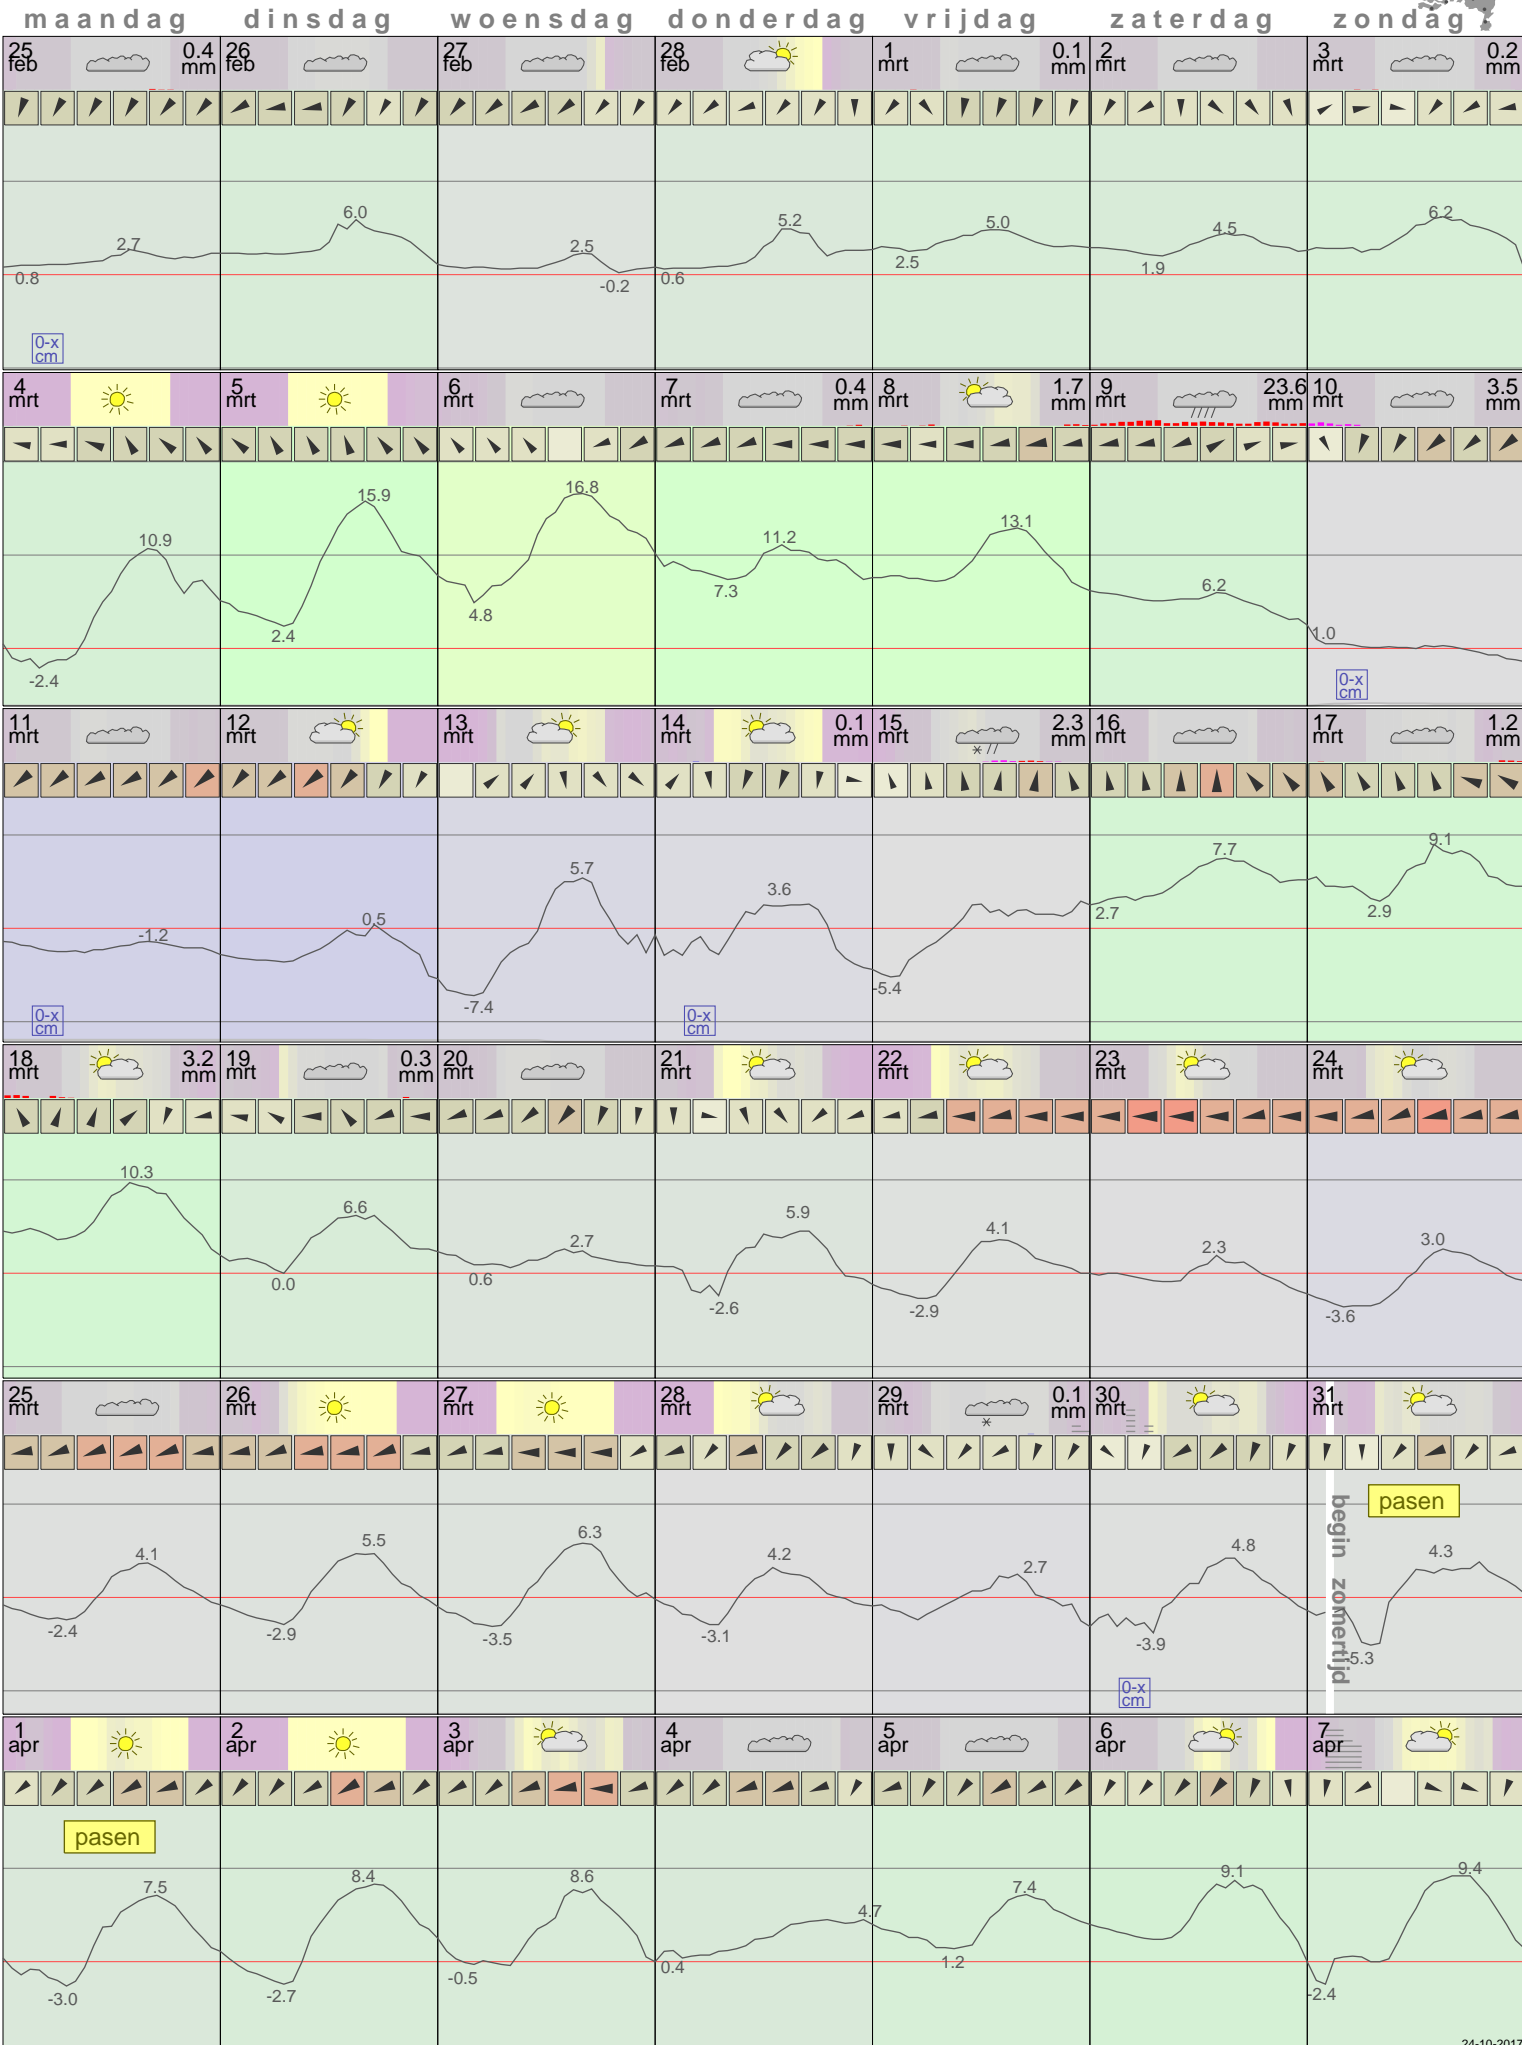 maandag dinsdag woensdag donderdag vrijdag zaterdag zondag
25 0.4 26 27 28 1 0.1 2 3 0.2
feb mm feb feb feb mrt mm mrt mrt mm
2.7 6.0 2.5 5.2 5.0 4.5 6.2
0.8 -0.2 0.6 2.5 1.9
0-x
cm
4 5 6 7 0.4 8 1.7 9 23.6 10 3.5
mrt mrt mrt mrt mm mrt mm mrt mm mrt mm
10.9 15.9 16.8 11.2 13.1 6.2 1.0
-2.4 2.4 4.8 7.3
0-x
cm
11 12 13 14 0.1 15 2.3 16 17 1.2
mrt mrt mrt mrt mm mrt mm mrt mrt mm
-1.2 0.5 5.7 3.6 7.7 9.1
-7.4 -5.4 2.7 2.9
0-x 0-x
cm cm
18 3.2 19 0.3 20 21 22 23 24
mrt mm mrt mm mrt mrt mrt mrt mrt
10.3 6.6 2.7 5.9 4.1 2.3 3.0
0.0 0.6 -2.6 -2.9 -3.6
25 26 27 28 29 0.1 30 31
mrt mrt mrt mrt mrt mm mrt mrt
pasen
begin zomertijd
4.1 5.5 6.3 4.2 2.7 4.8 4.3
-2.4 -2.9 -3.5 -3.1 -3.9 -5.3
0-x
cm
1 2 3 4 5 6 7
apr apr apr apr apr apr apr
pasen
7.5 8.4 8.6 4.7 7.4 9.1 9.4
-3.0 -2.7 -0.5 0.4 1.2 -2.4
24-10-2017